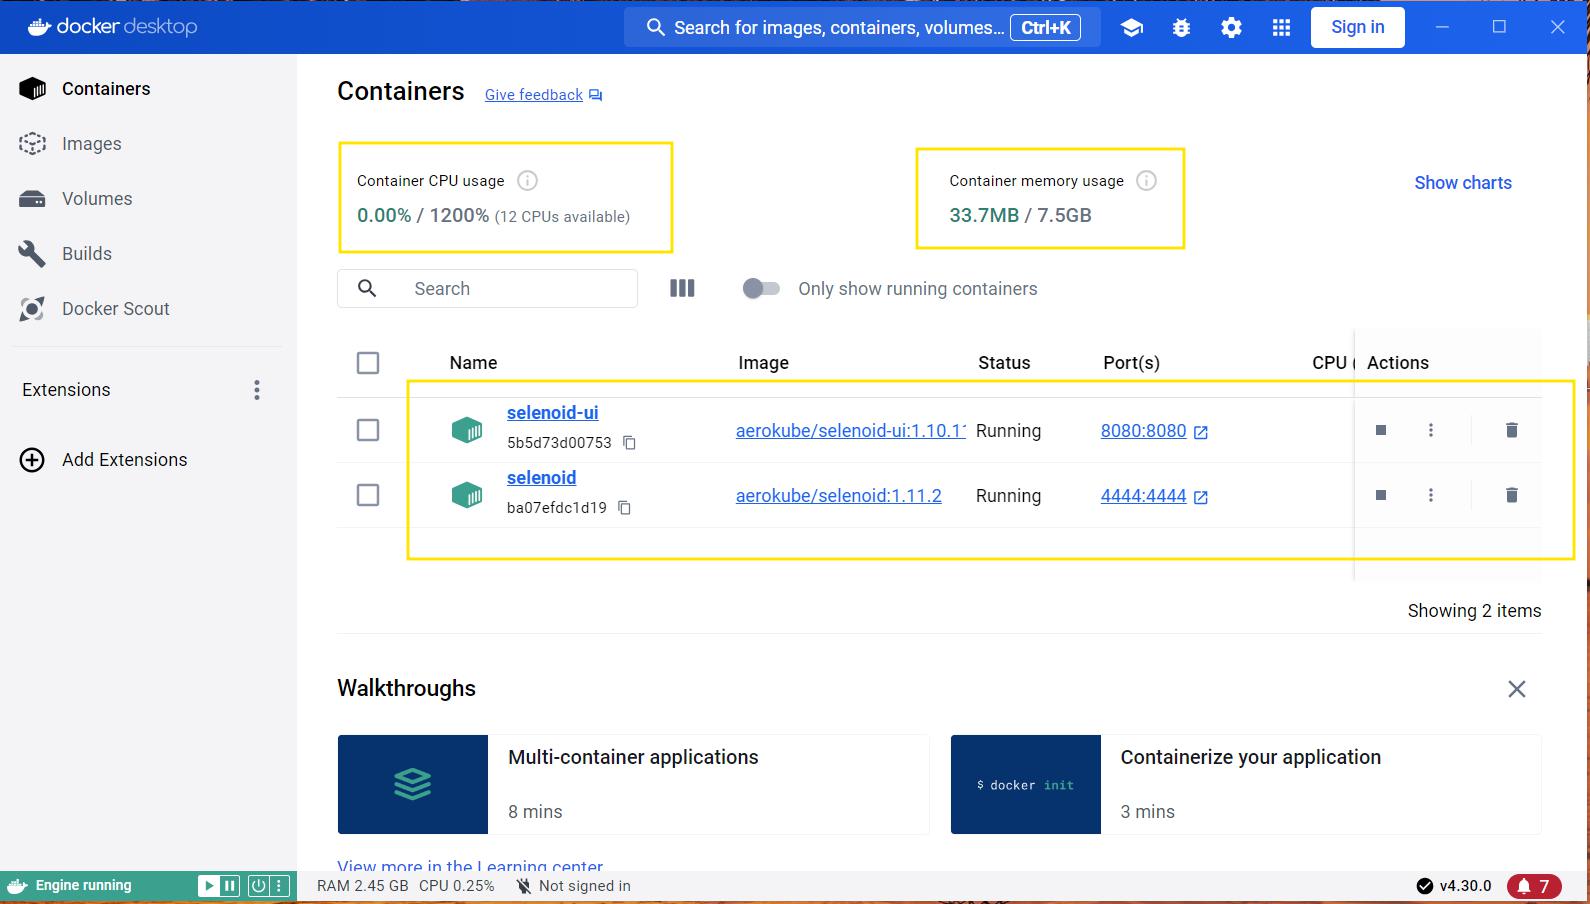 docker desktop
Search for images, containers, volumes... Ctrl+K
Sign in
Containers
Images
Volumes
Builds
Docker Scout
Extensions
Add Extensions
Containers Give feedback
Container CPU usage
0.00% / 1200% (12 CPUs available)
Container memory usage
33.7MB / 7.5GB
Show charts
Search
Only show running containers
Name Image Status Port(s) CPU ( Actions
selenoid-ui
5b5d73d00753
aerokube/selenoid-ui:1.10.11 Running 8080:8080
selenoid
ba07efdc1d19
aerokube/selenoid:1.11.2 Running 4444:4444
Showing 2 items
Walkthroughs
Multi-container applications
8 mins
$ docker init
Containerize your application
3 mins
View more in the Learning center
Engine running
RAM 2.45 GB CPU 0.25% Not signed in
v4.30.0
7